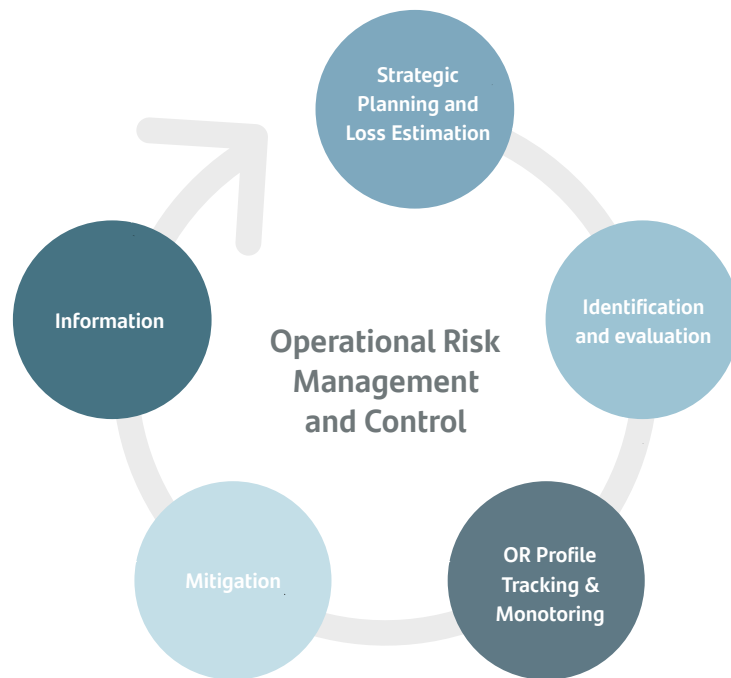 Strategic
Planning and
Loss Estimation
Identification
and evaluation
OR Profile
Tracking &
Monotoring
Mitigation
Information
Operational Risk
Management
and Control